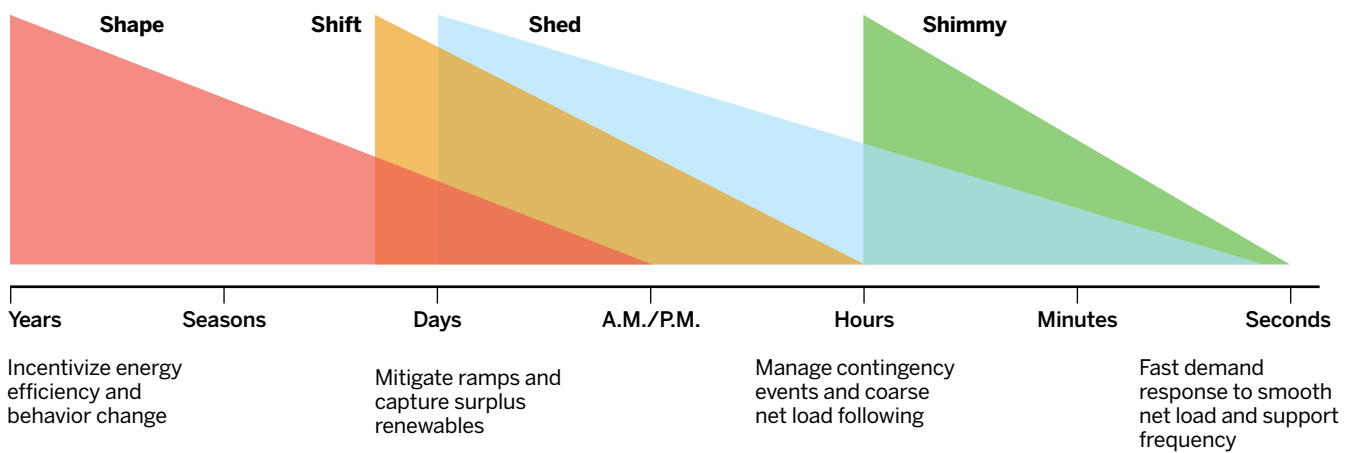 Shape
Shift
Shed
Shimmy
Years
Seasons
Days
A.M./P.M.
Hours
Minutes
Seconds
Incentivize energy
efficiency and
behavior change
Mitigate ramps and
capture surplus
renewables
Manage contingency
events and coarse
net load following
Fast demand
response to smooth
net load and support
frequency